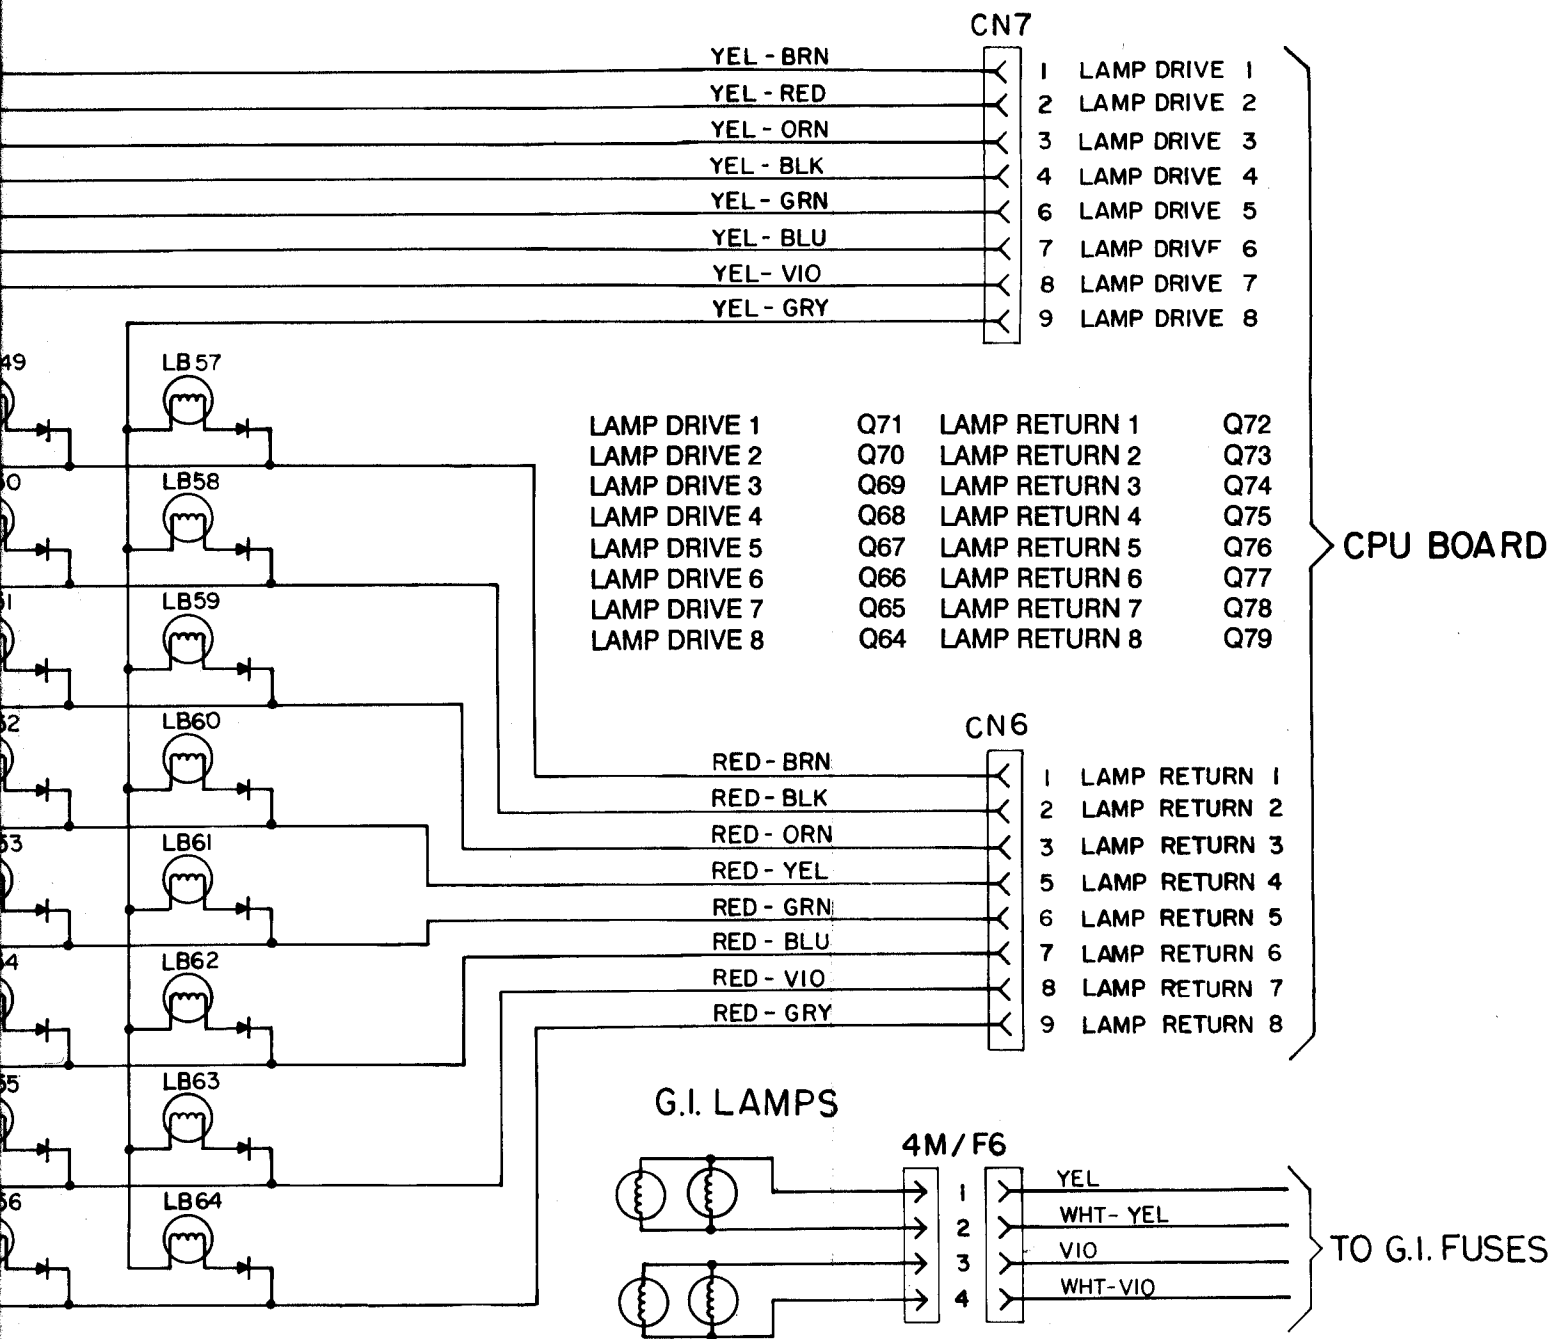 CN7
YEL - BRN 1 LAMP DRIVE 1
YEL - RED 2 LAMP DRIVE 2
YEL - ORN 3 LAMP DRIVE 3
YEL - BLK 4 LAMP DRIVE 4
YEL - GRN 6 LAMP DRIVE 5
YEL - BLU 7 LAMP DRIVE 6
YEL - VIO 8 LAMP DRIVE 7
YEL - GRY 9 LAMP DRIVE 8
49 LB57
LAMP DRIVE 1 Q71 LAMP RETURN 1 Q72
LAMP DRIVE 2 Q70 LAMP RETURN 2 Q73
LAMP DRIVE 3 Q69 LAMP RETURN 3 Q74
LAMP DRIVE 4 Q68 LAMP RETURN 4 Q75
LAMP DRIVE 5 Q67 LAMP RETURN 5 Q76
LAMP DRIVE 6 Q66 LAMP RETURN 6 Q77
LAMP DRIVE 7 Q65 LAMP RETURN 7 Q78
LAMP DRIVE 8 Q64 LAMP RETURN 8 Q79
CPU BOARD
50 LB58
51 LB59
52 LB60
53 LB61
54 LB62
55 LB63
56 LB64
CN6
RED - BRN 1 LAMP RETURN 1
RED - BLK 2 LAMP RETURN 2
RED - ORN 3 LAMP RETURN 3
RED - YEL 5 LAMP RETURN 4
RED - GRN 6 LAMP RETURN 5
RED - BLU 7 LAMP RETURN 6
RED - VIO 8 LAMP RETURN 7
RED - GRY 9 LAMP RETURN 8
G.I. LAMPS
4M/F6
1 YEL
2 WHT-YEL
3 VIO
4 WHT-VIO
TO G.I. FUSES